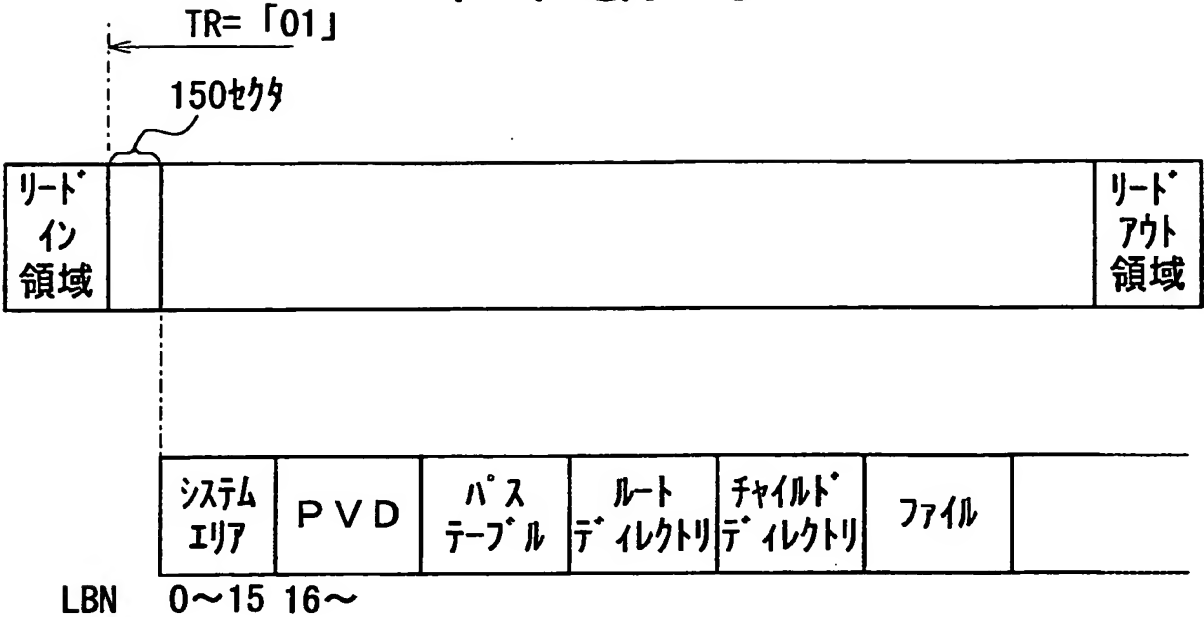 TR=「01」
150ｾｸﾀ
ﾘｰﾄﾞ
ｲﾝ
領域
ﾘｰﾄﾞ
ｱｳﾄ
領域
ｼｽﾃﾑ
ｴﾘｱ
ＰＶＤ
ﾊﾟｽ
ﾃｰﾌﾞﾙ
ﾙｰﾄ
ﾃﾞｨﾚｸﾄﾘ
ﾁｬｲﾙﾄﾞ
ﾃﾞｨﾚｸﾄﾘ
ﾌｧｲﾙ
LBN 0～15 16～